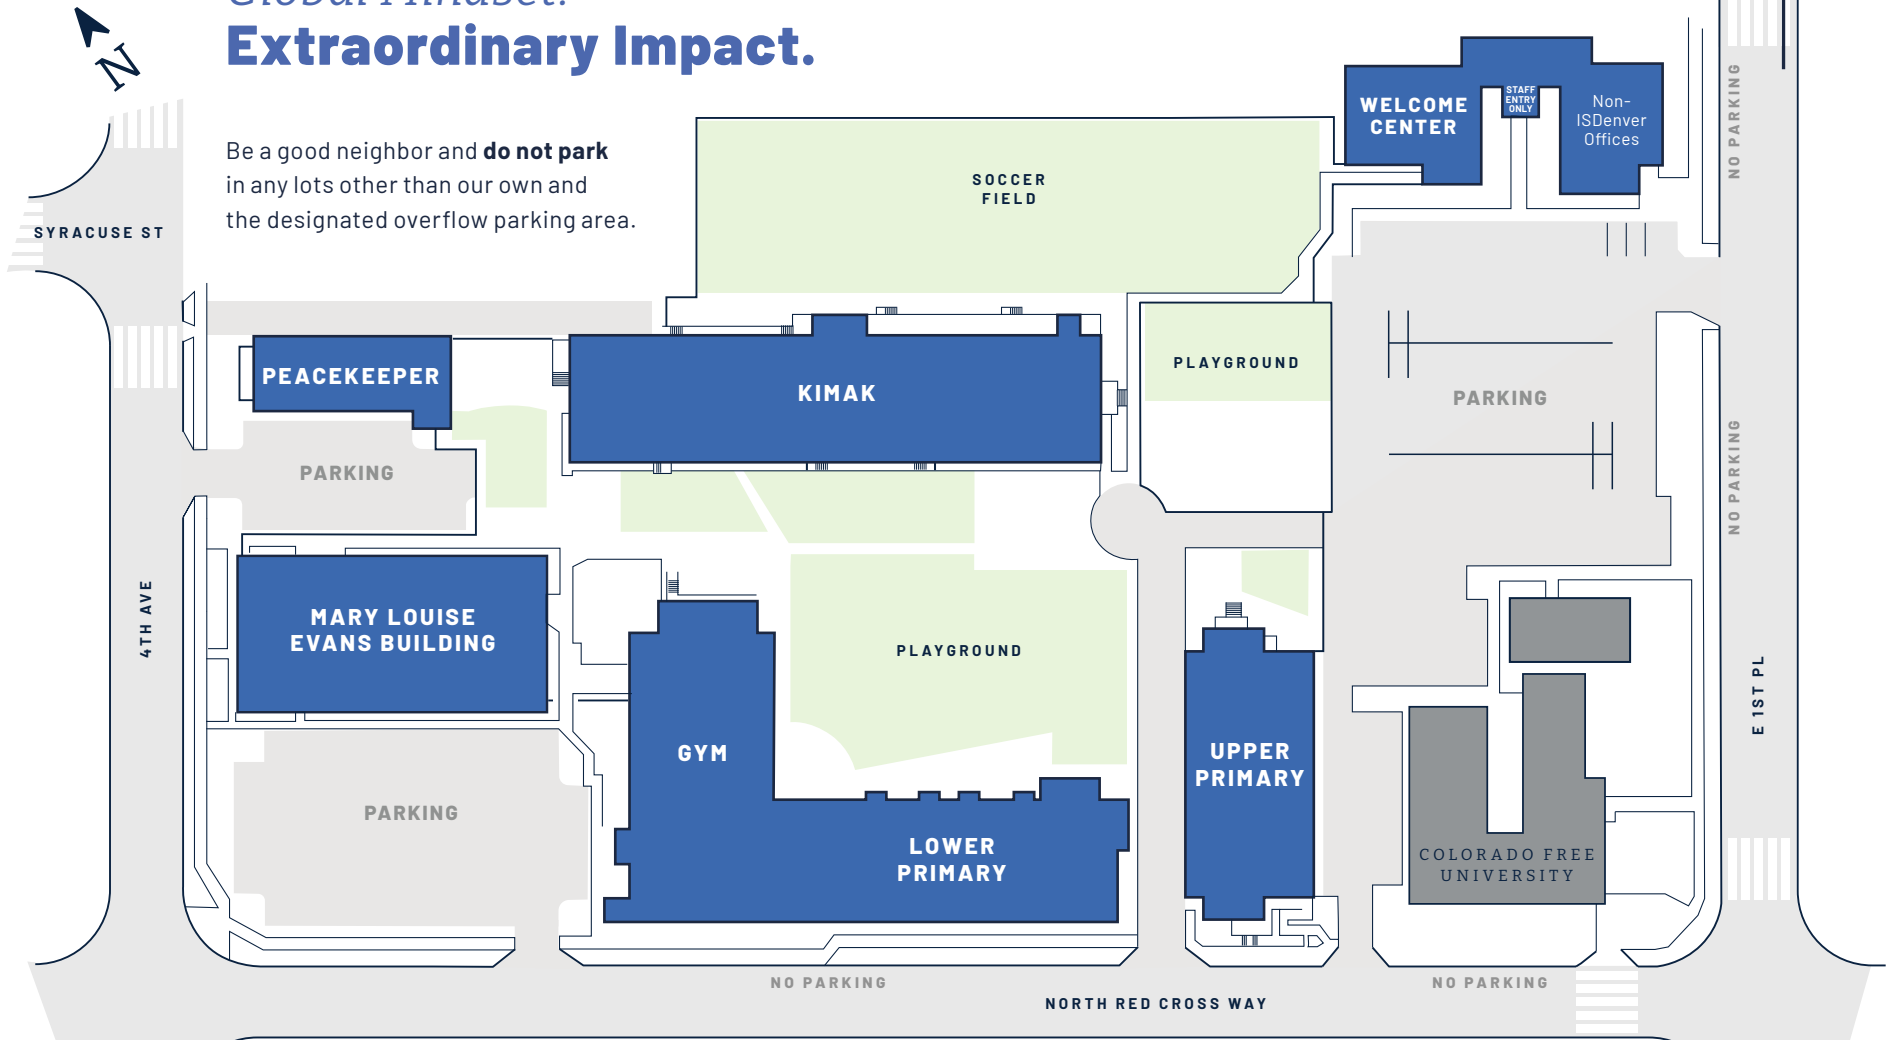 Global Mindset.
Extraordinary Impact.
N
Be a good neighbor and do not park
in any lots other than our own and
the designated overflow parking area.
SYRACUSE ST
SOCCER
FIELD
WELCOME
CENTER
STAFF
ENTRY
ONLY
Non-
ISDenver
Offices
NO PARKING
PEACEKEEPER
KIMAK
PLAYGROUND
PARKING
PARKING
NO PARKING
4TH AVE
MARY LOUISE
EVANS BUILDING
PLAYGROUND
E 1ST PL
GYM
UPPER
PRIMARY
PARKING
LOWER
PRIMARY
COLORADO FREE
UNIVERSITY
NO PARKING
NO PARKING
NORTH RED CROSS WAY